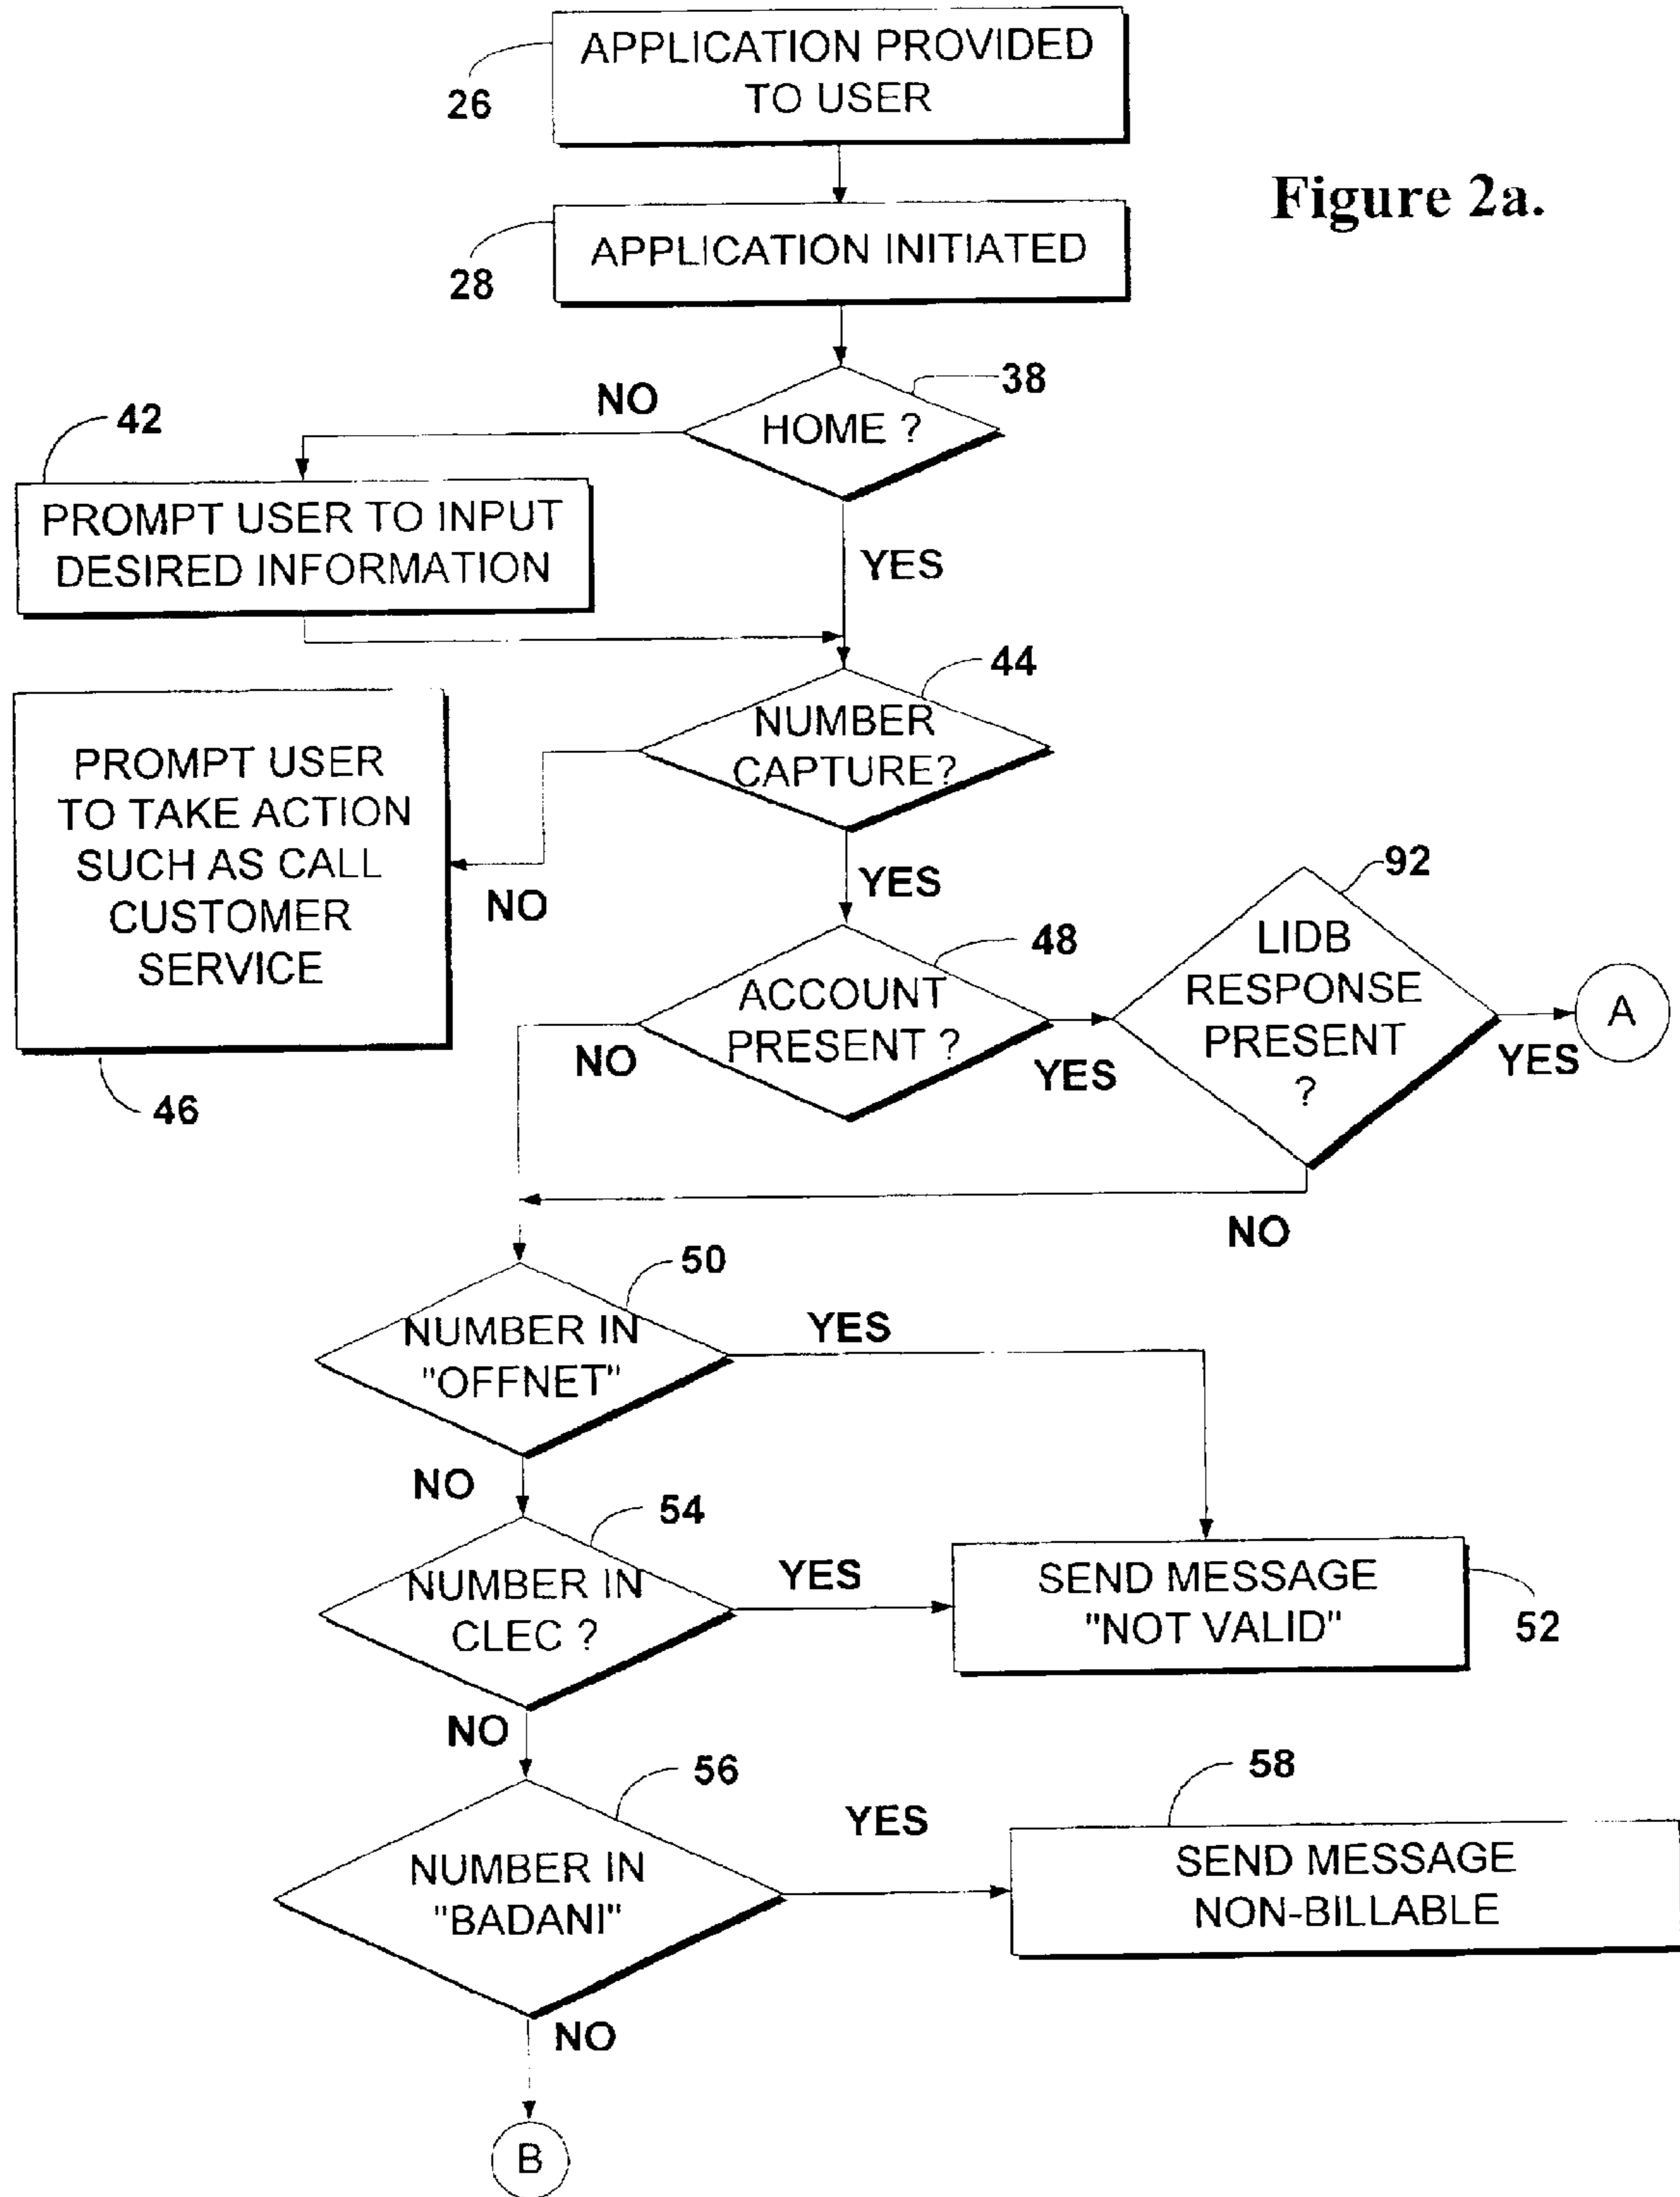 APPLICATION PROVIDED
TO USER
26
Figure 2a.
APPLICATION INITIATED
28
38
NO
HOME ?
42
PROMPT USER TO INPUT
DESIRED INFORMATION
YES
44
NUMBER
CAPTURE?
PROMPT USER
TO TAKE ACTION
SUCH AS CALL
CUSTOMER
SERVICE
NO
46
YES
48
ACCOUNT
PRESENT ?
NO
YES
92
LIDB
RESPONSE
PRESENT
?
YES
A
NO
50
NUMBER IN
"OFFNET"
YES
NO
54
NUMBER IN
CLEC ?
YES
SEND MESSAGE
"NOT VALID"
52
NO
56
NUMBER IN
"BADANI"
YES
58
SEND MESSAGE
NON-BILLABLE
NO
B